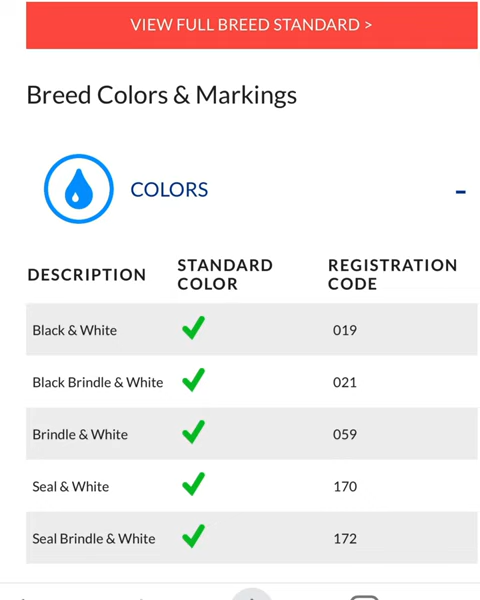 VIEW FULL BREED STANDARD >
Breed Colors & Markings
COLORS
DESCRIPTION STANDARD COLOR REGISTRATION CODE
Black & White 019
Black Brindle & White 021
Brindle & White 059
Seal & White 170
Seal Brindle & White 172